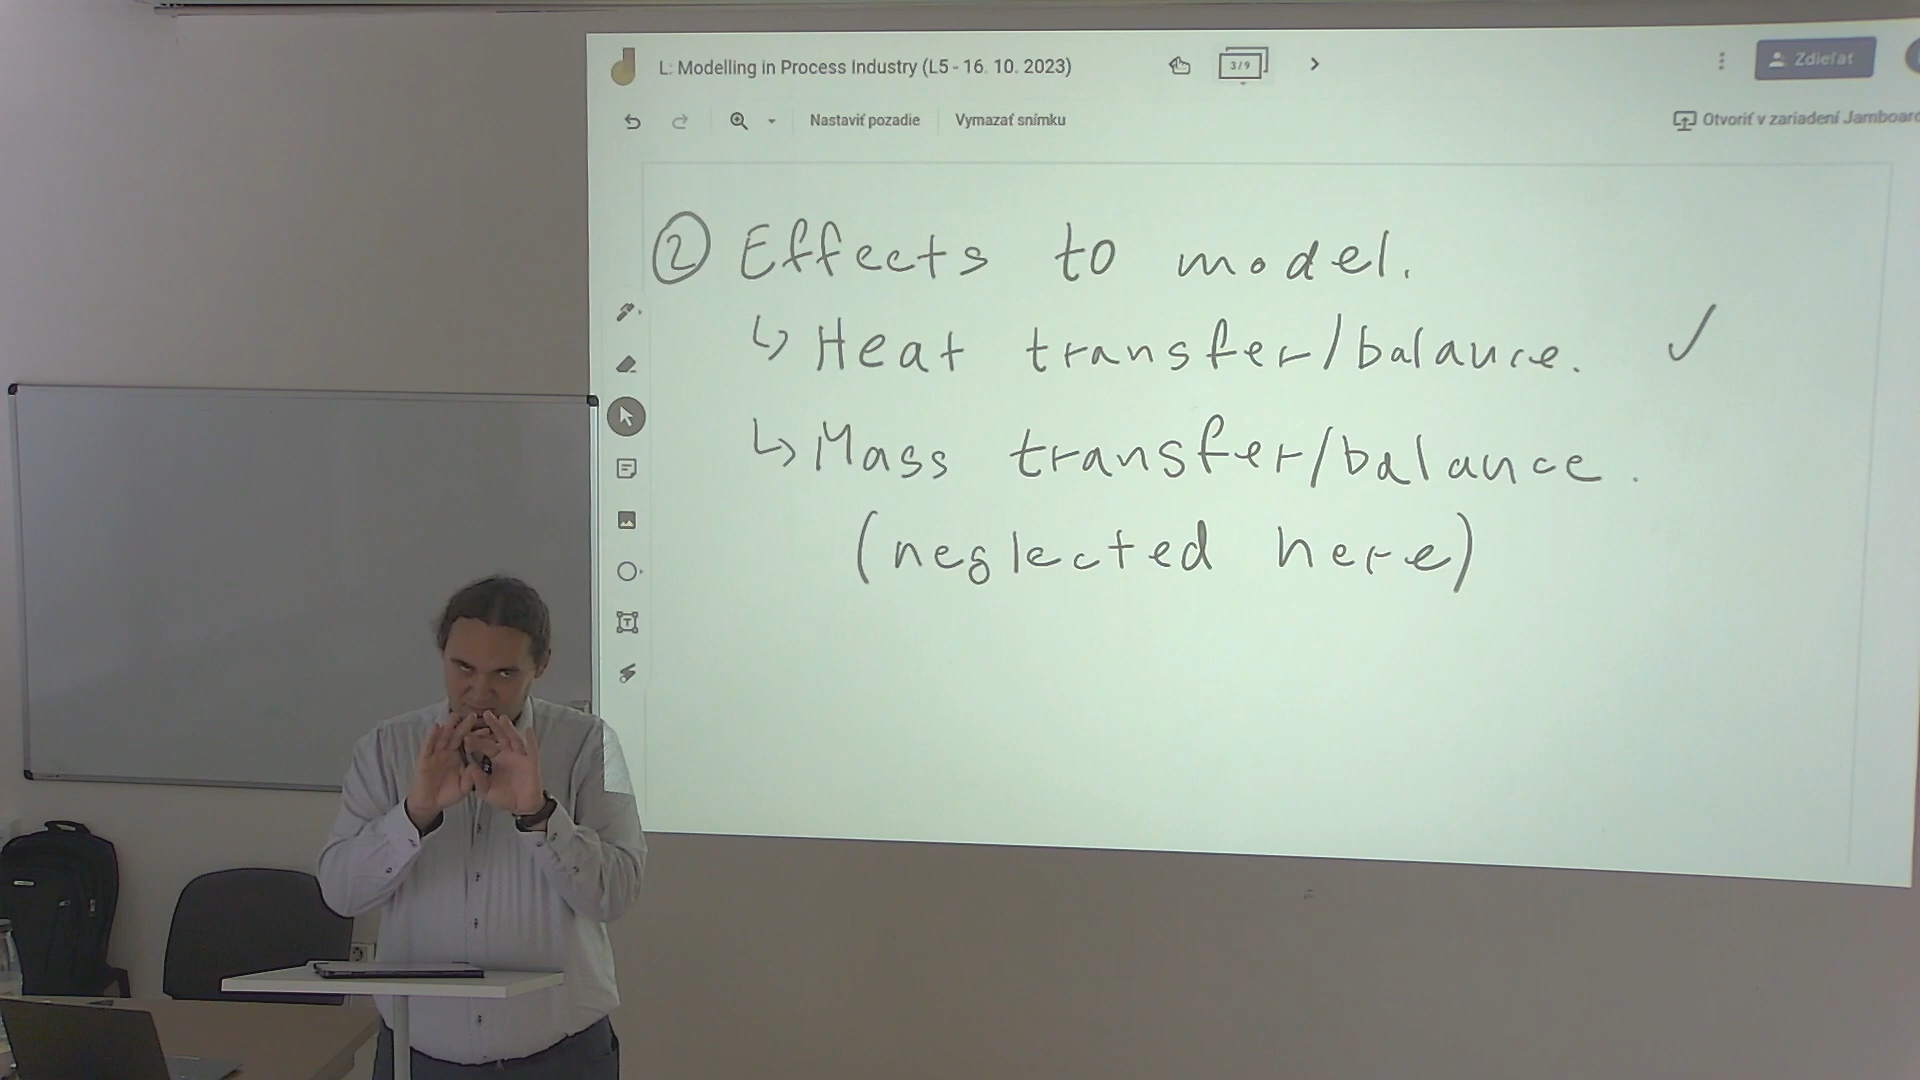 L: Modelling in Process Industry (L5 - 16. 10. 2023)
3/9
Zdieľať
Nastaviť pozadie
Vymazať snímku
Otvoriť v zariadení Jamboard
② Effects to model.
↳ Heat transfer/balance. ✓
↳ Mass transfer/balance.
(neglected here)